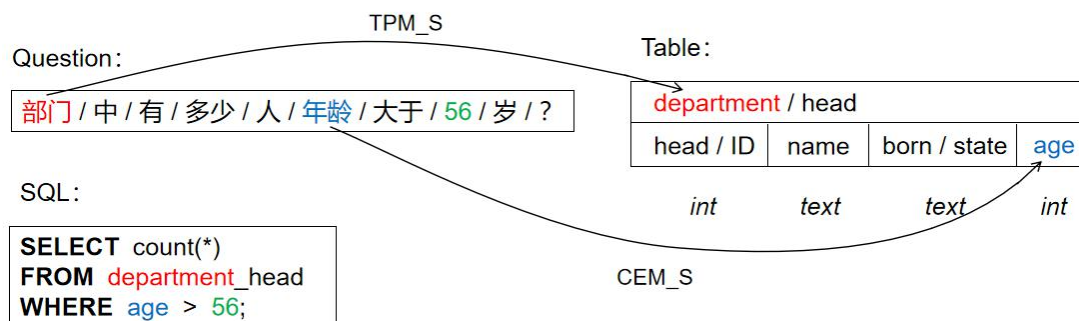 TPM_S
Question：
部门 / 中 / 有 / 多少 / 人 / 年龄 / 大于 / 56 / 岁 / ?
SQL：
SELECT count(*)
FROM department_head
WHERE age > 56;
Table：
department / head
head / ID name born / state age
int text text int
CEM_S